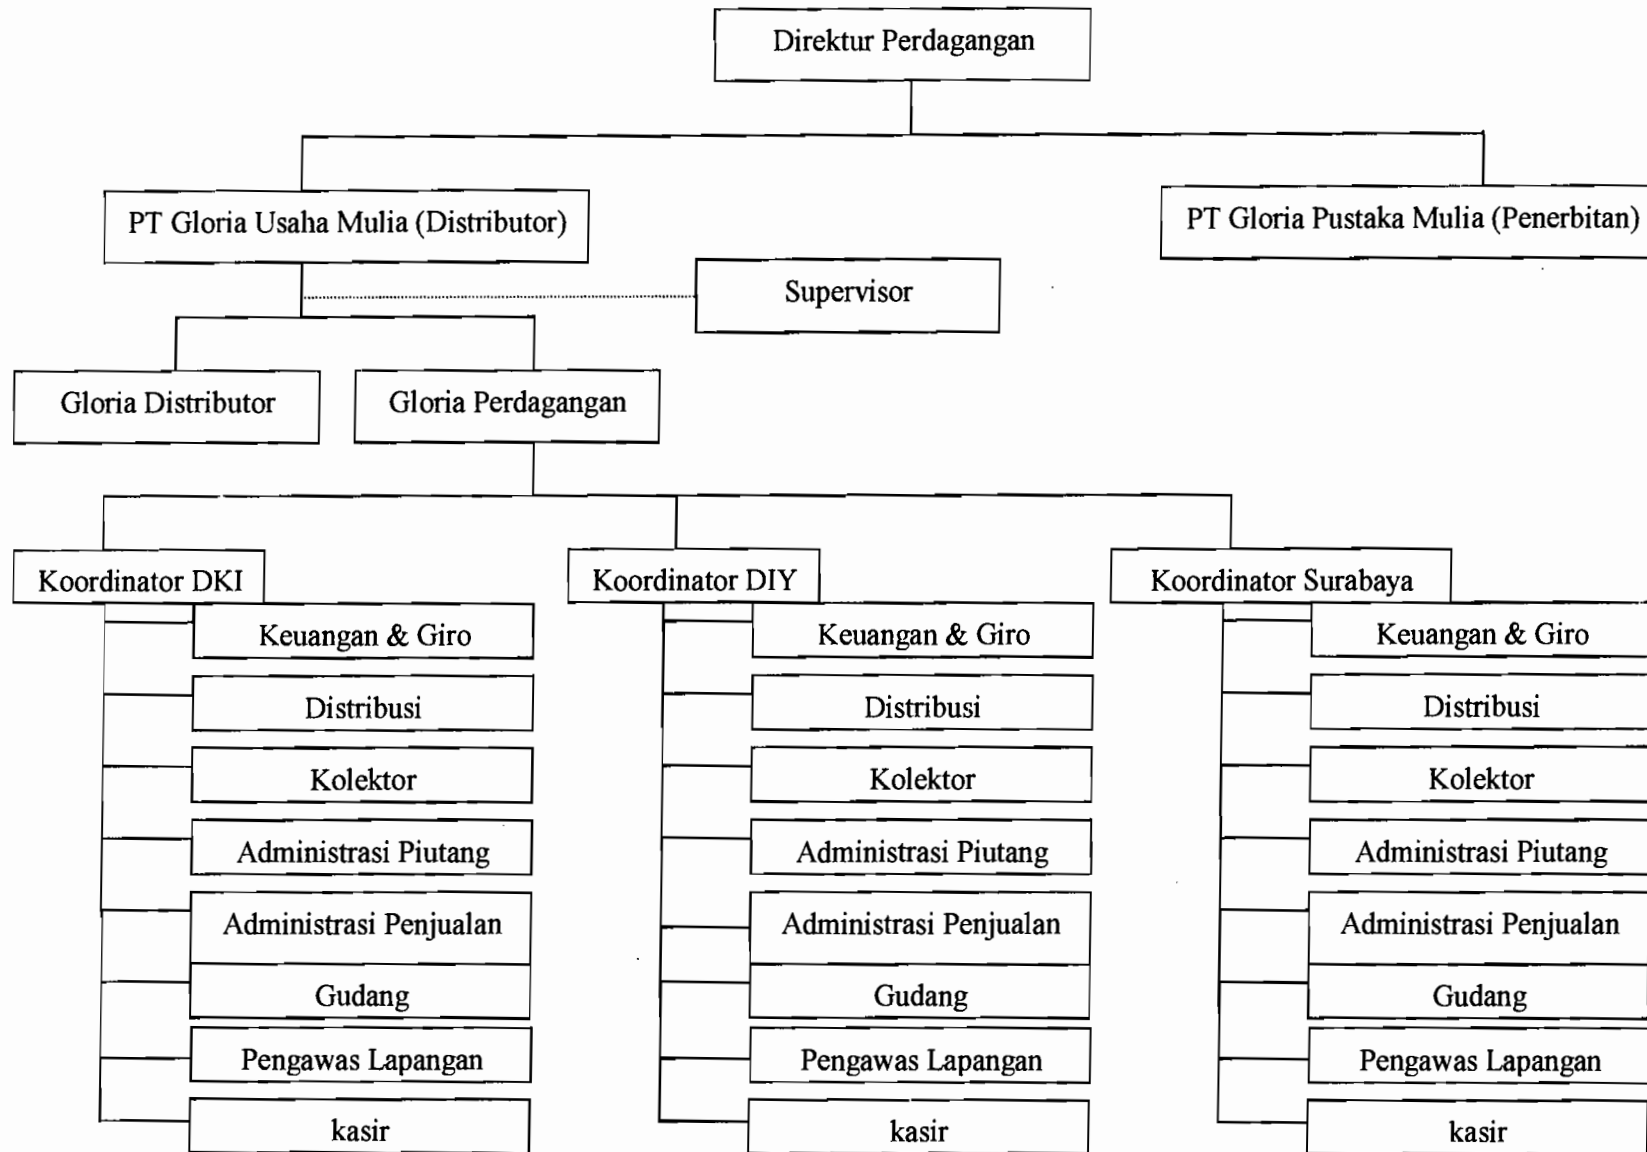 Direktur Perdagangan
PT Gloria Usaha Mulia (Distributor)
PT Gloria Pustaka Mulia (Penerbitan)
Supervisor
Gloria Distributor
Gloria Perdagangan
Koordinator DKI
Keuangan & Giro
Distribusi
Kolektor
Administrasi Piutang
Administrasi Penjualan
Gudang
Pengawas Lapangan
kasir
Koordinator DIY
Keuangan & Giro
Distribusi
Kolektor
Administrasi Piutang
Administrasi Penjualan
Gudang
Pengawas Lapangan
kasir
Koordinator Surabaya
Keuangan & Giro
Distribusi
Kolektor
Administrasi Piutang
Administrasi Penjualan
Gudang
Pengawas Lapangan
kasir